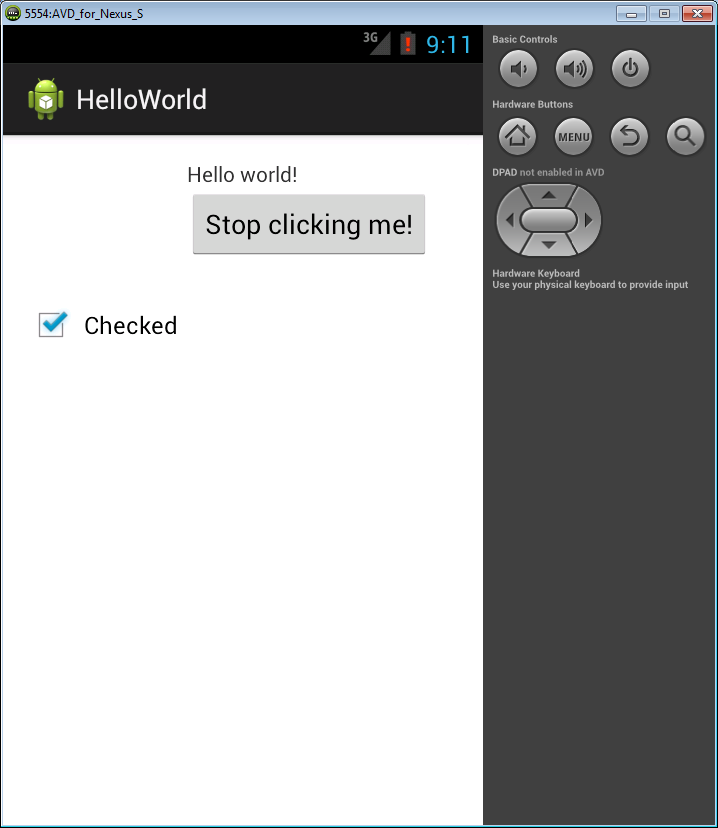 5554:AVD_for_Nexus_S
3G
9:11
HelloWorld
Hello world!
Stop clicking me!
Checked
Basic Controls
Hardware Buttons
MENU
DPAD not enabled in AVD
Hardware Keyboard
Use your physical keyboard to provide input